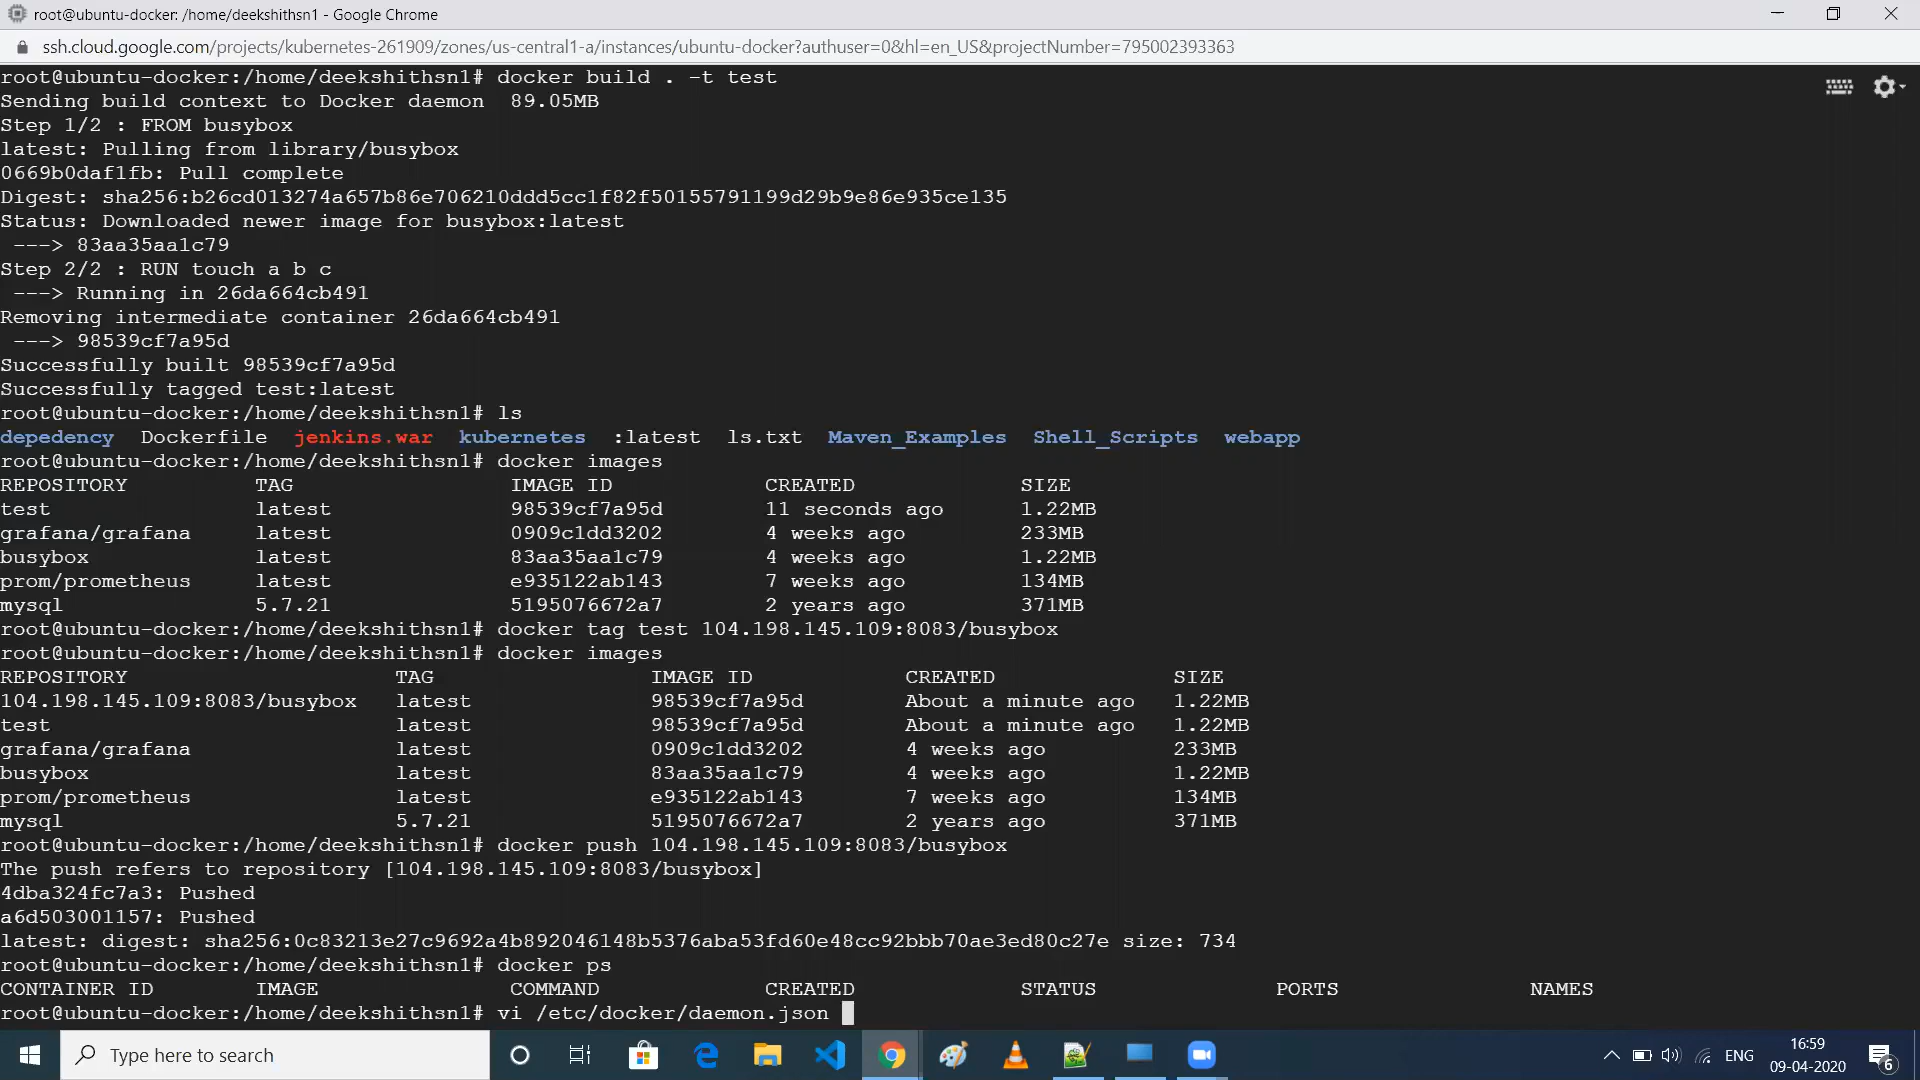 root@ubuntu-docker: /home/deekshithsn1 - Google Chrome
ssh.cloud.google.com/projects/kubernetes-261909/zones/us-central1-a/instances/ubuntu-docker?authuser=0&hl=en_US&projectNumber=795002393363
root@ubuntu-docker:/home/deekshithsn1# docker build . -t test
Sending build context to Docker daemon  89.05MB
Step 1/2 : FROM busybox
latest: Pulling from library/busybox
0669b0daf1fb: Pull complete
Digest: sha256:b26cd013274a657b86e706210ddd5cc1f82f50155791199d29b9e86e935ce135
Status: Downloaded newer image for busybox:latest
 ---> 83aa35aa1c79
Step 2/2 : RUN touch a b c
 ---> Running in 26da664cb491
Removing intermediate container 26da664cb491
 ---> 98539cf7a95d
Successfully built 98539cf7a95d
Successfully tagged test:latest
root@ubuntu-docker:/home/deekshithsn1# ls
depedency  Dockerfile  jenkins.war  kubernetes  :latest  ls.txt  Maven_Examples  Shell_Scripts  webapp
root@ubuntu-docker:/home/deekshithsn1# docker images
REPOSITORY          TAG                 IMAGE ID            CREATED             SIZE
test                latest              98539cf7a95d        11 seconds ago      1.22MB
grafana/grafana     latest              0909c1dd3202        4 weeks ago         233MB
busybox             latest              83aa35aa1c79        4 weeks ago         1.22MB
prom/prometheus     latest              e935122ab143        7 weeks ago         134MB
mysql               5.7.21              5195076672a7        2 years ago         371MB
root@ubuntu-docker:/home/deekshithsn1# docker tag test 104.198.145.109:8083/busybox
root@ubuntu-docker:/home/deekshithsn1# docker images
REPOSITORY                     TAG                 IMAGE ID            CREATED              SIZE
104.198.145.109:8083/busybox   latest              98539cf7a95d        About a minute ago   1.22MB
test                           latest              98539cf7a95d        About a minute ago   1.22MB
grafana/grafana                latest              0909c1dd3202        4 weeks ago          233MB
busybox                        latest              83aa35aa1c79        4 weeks ago          1.22MB
prom/prometheus                latest              e935122ab143        7 weeks ago          134MB
mysql                          5.7.21              5195076672a7        2 years ago          371MB
root@ubuntu-docker:/home/deekshithsn1# docker push 104.198.145.109:8083/busybox
The push refers to repository [104.198.145.109:8083/busybox]
4dba324fc7a3: Pushed
a6d503001157: Pushed
latest: digest: sha256:0c83213e27c9692a4b892046148b5376aba53fd60e48cc92bbb70ae3ed80c27e size: 734
root@ubuntu-docker:/home/deekshithsn1# docker ps
CONTAINER ID        IMAGE               COMMAND             CREATED             STATUS              PORTS               NAMES
root@ubuntu-docker:/home/deekshithsn1# vi /etc/docker/daemon.json
Type here to search
ENG
16:59
09-04-2020
6